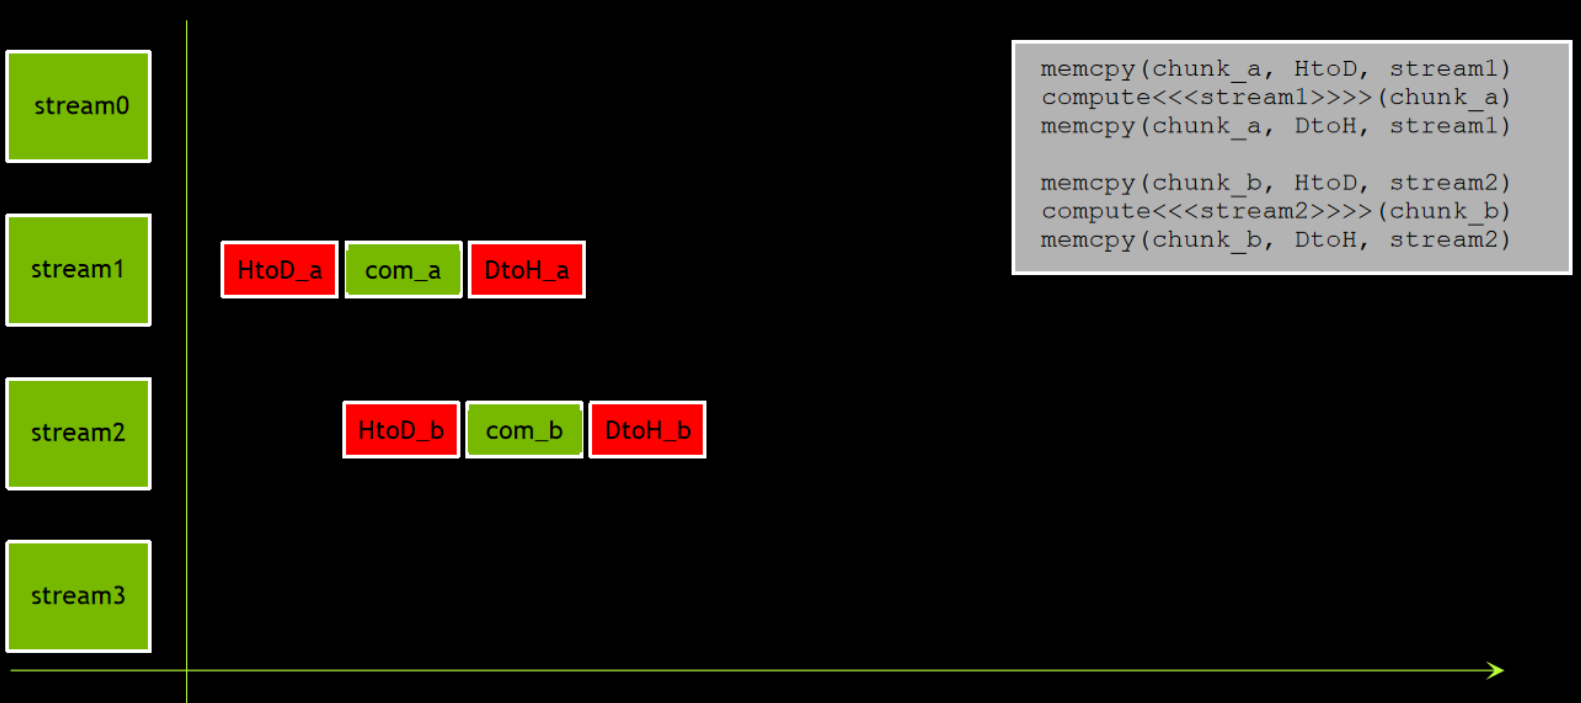 stream0
memcpy(chunk_a, HtoD, stream1)
compute<<<stream1>>>>(chunk_a)
memcpy(chunk_a, DtoH, stream1)
memcpy(chunk_b, HtoD, stream2)
compute<<<stream2>>>>(chunk_b)
memcpy(chunk_b, DtoH, stream2)
stream1
HtoD_a
com_a
DtoH_a
stream2
HtoD_b
com_b
DtoH_b
stream3